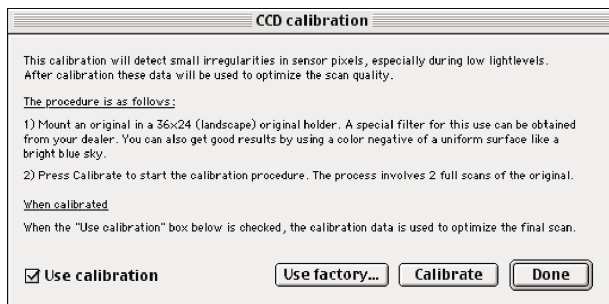 CCD calibration
This calibration will detect small irregularities in sensor pixels, especially during low lightlevels.
After calibration these data will be used to optimize the scan quality.
The procedure is as follows:
1) Mount an original in a 36x24 (landscape) original holder. A special filter for this use can be obtained
from your dealer. You can also get good results by using a color negative of a uniform surface like a
bright blue sky.
2) Press Calibrate to start the calibration procedure. The process involves 2 full scans of the original.
When calibrated
When the "Use calibration" box below is checked, the calibration data is used to optimize the final scan.
Use calibration Use factory... Calibrate Done